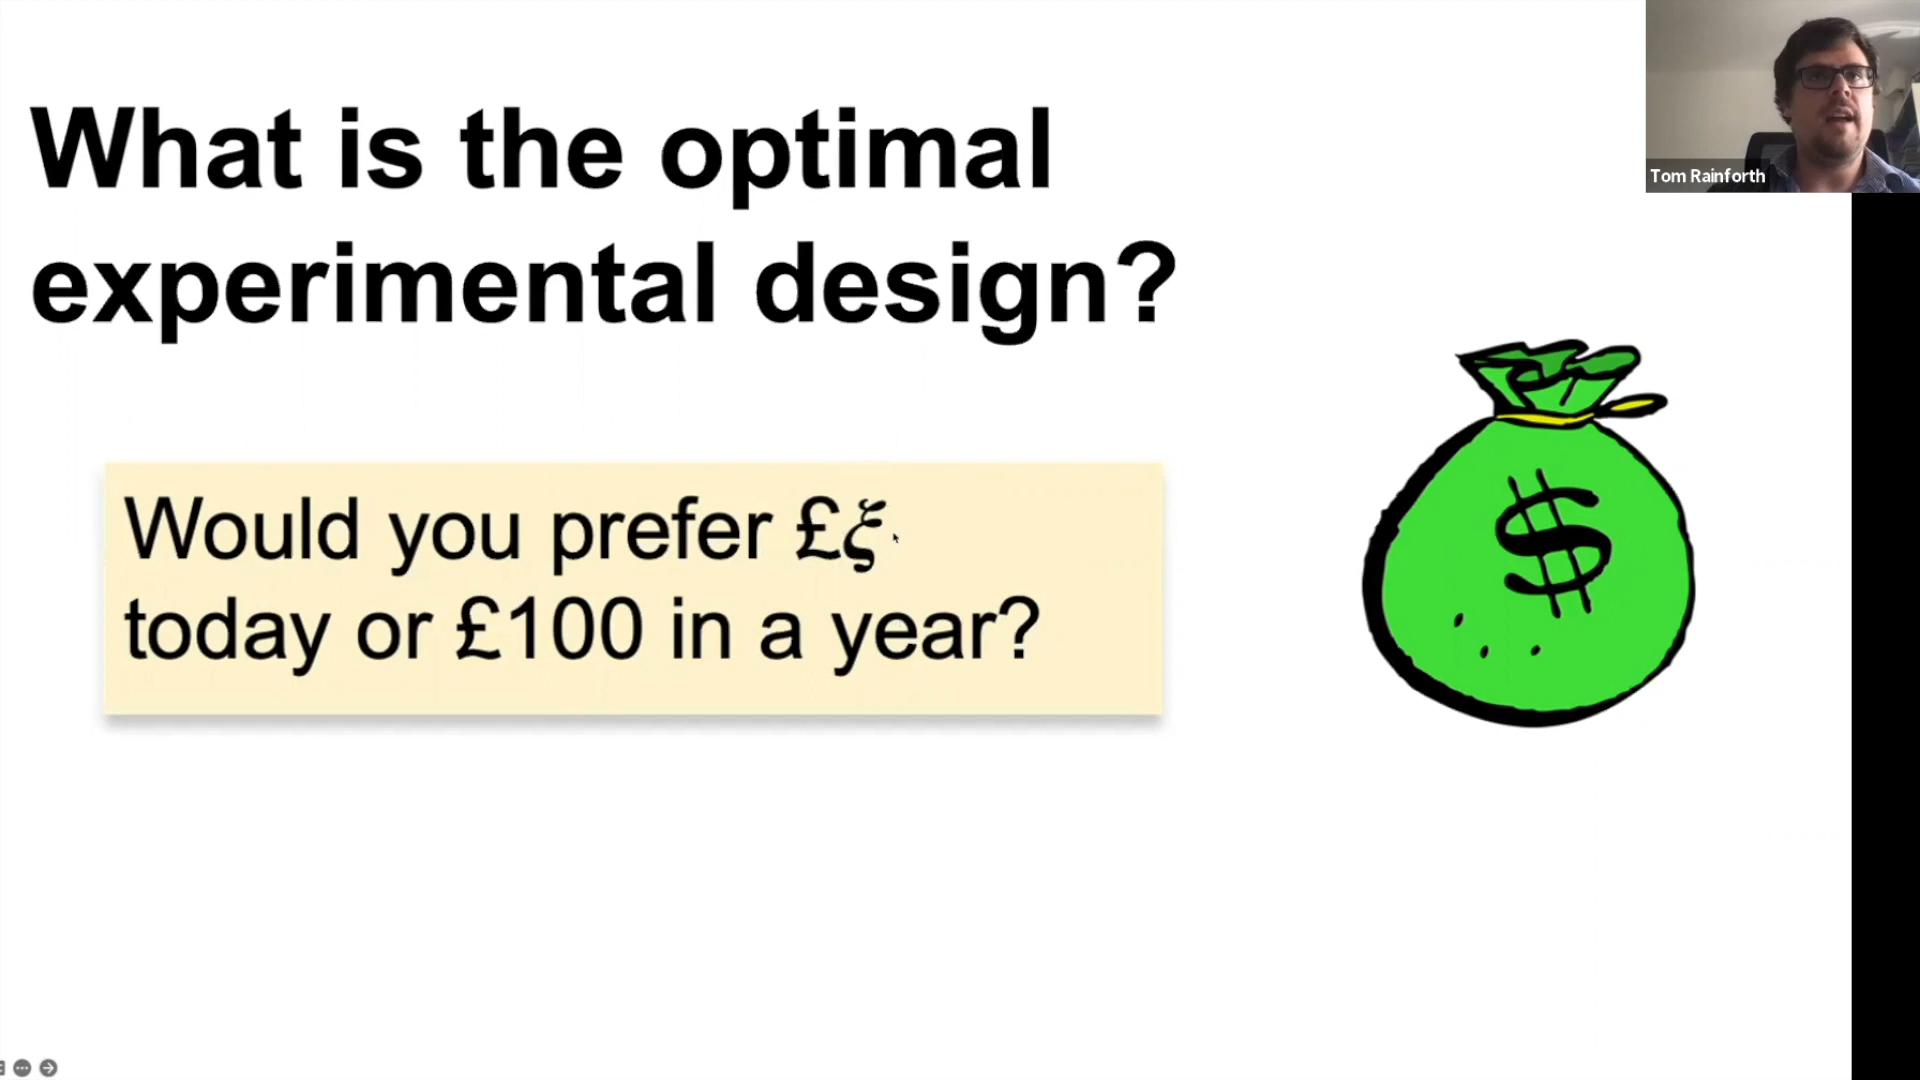 What is the optimal
experimental design?
Would you prefer £ξ
today or £100 in a year?
$
Tom Rainforth